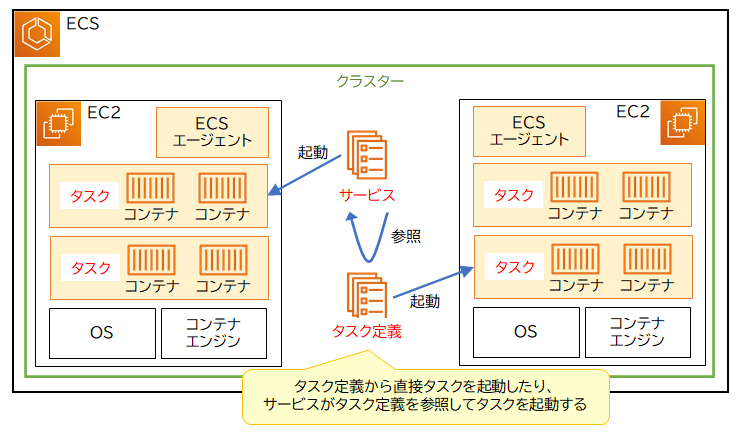 ECS
クラスター
EC2
ECS
エージェント
タスク
コンテナ
コンテナ
タスク
コンテナ
コンテナ
OS
コンテナ
エンジン
起動
サービス
参照
タスク定義
起動
EC2
ECS
エージェント
タスク
コンテナ
コンテナ
タスク
コンテナ
コンテナ
OS
コンテナ
エンジン
タスク定義から直接タスクを起動したり、
サービスがタスク定義を参照してタスクを起動する